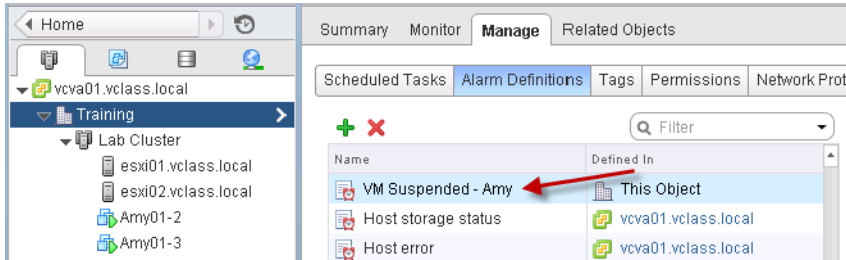 Home
Summary Monitor Manage Related Objects
vcva01.vclass.local
Training
Lab Cluster
esxi01.vclass.local
esxi02.vclass.local
Amy01-2
Amy01-3
Scheduled Tasks Alarm Definitions Tags Permissions Network Prot
Filter
Name Defined In
VM Suspended - Amy This Object
Host storage status vcva01.vclass.local
Host error vcva01.vclass.local